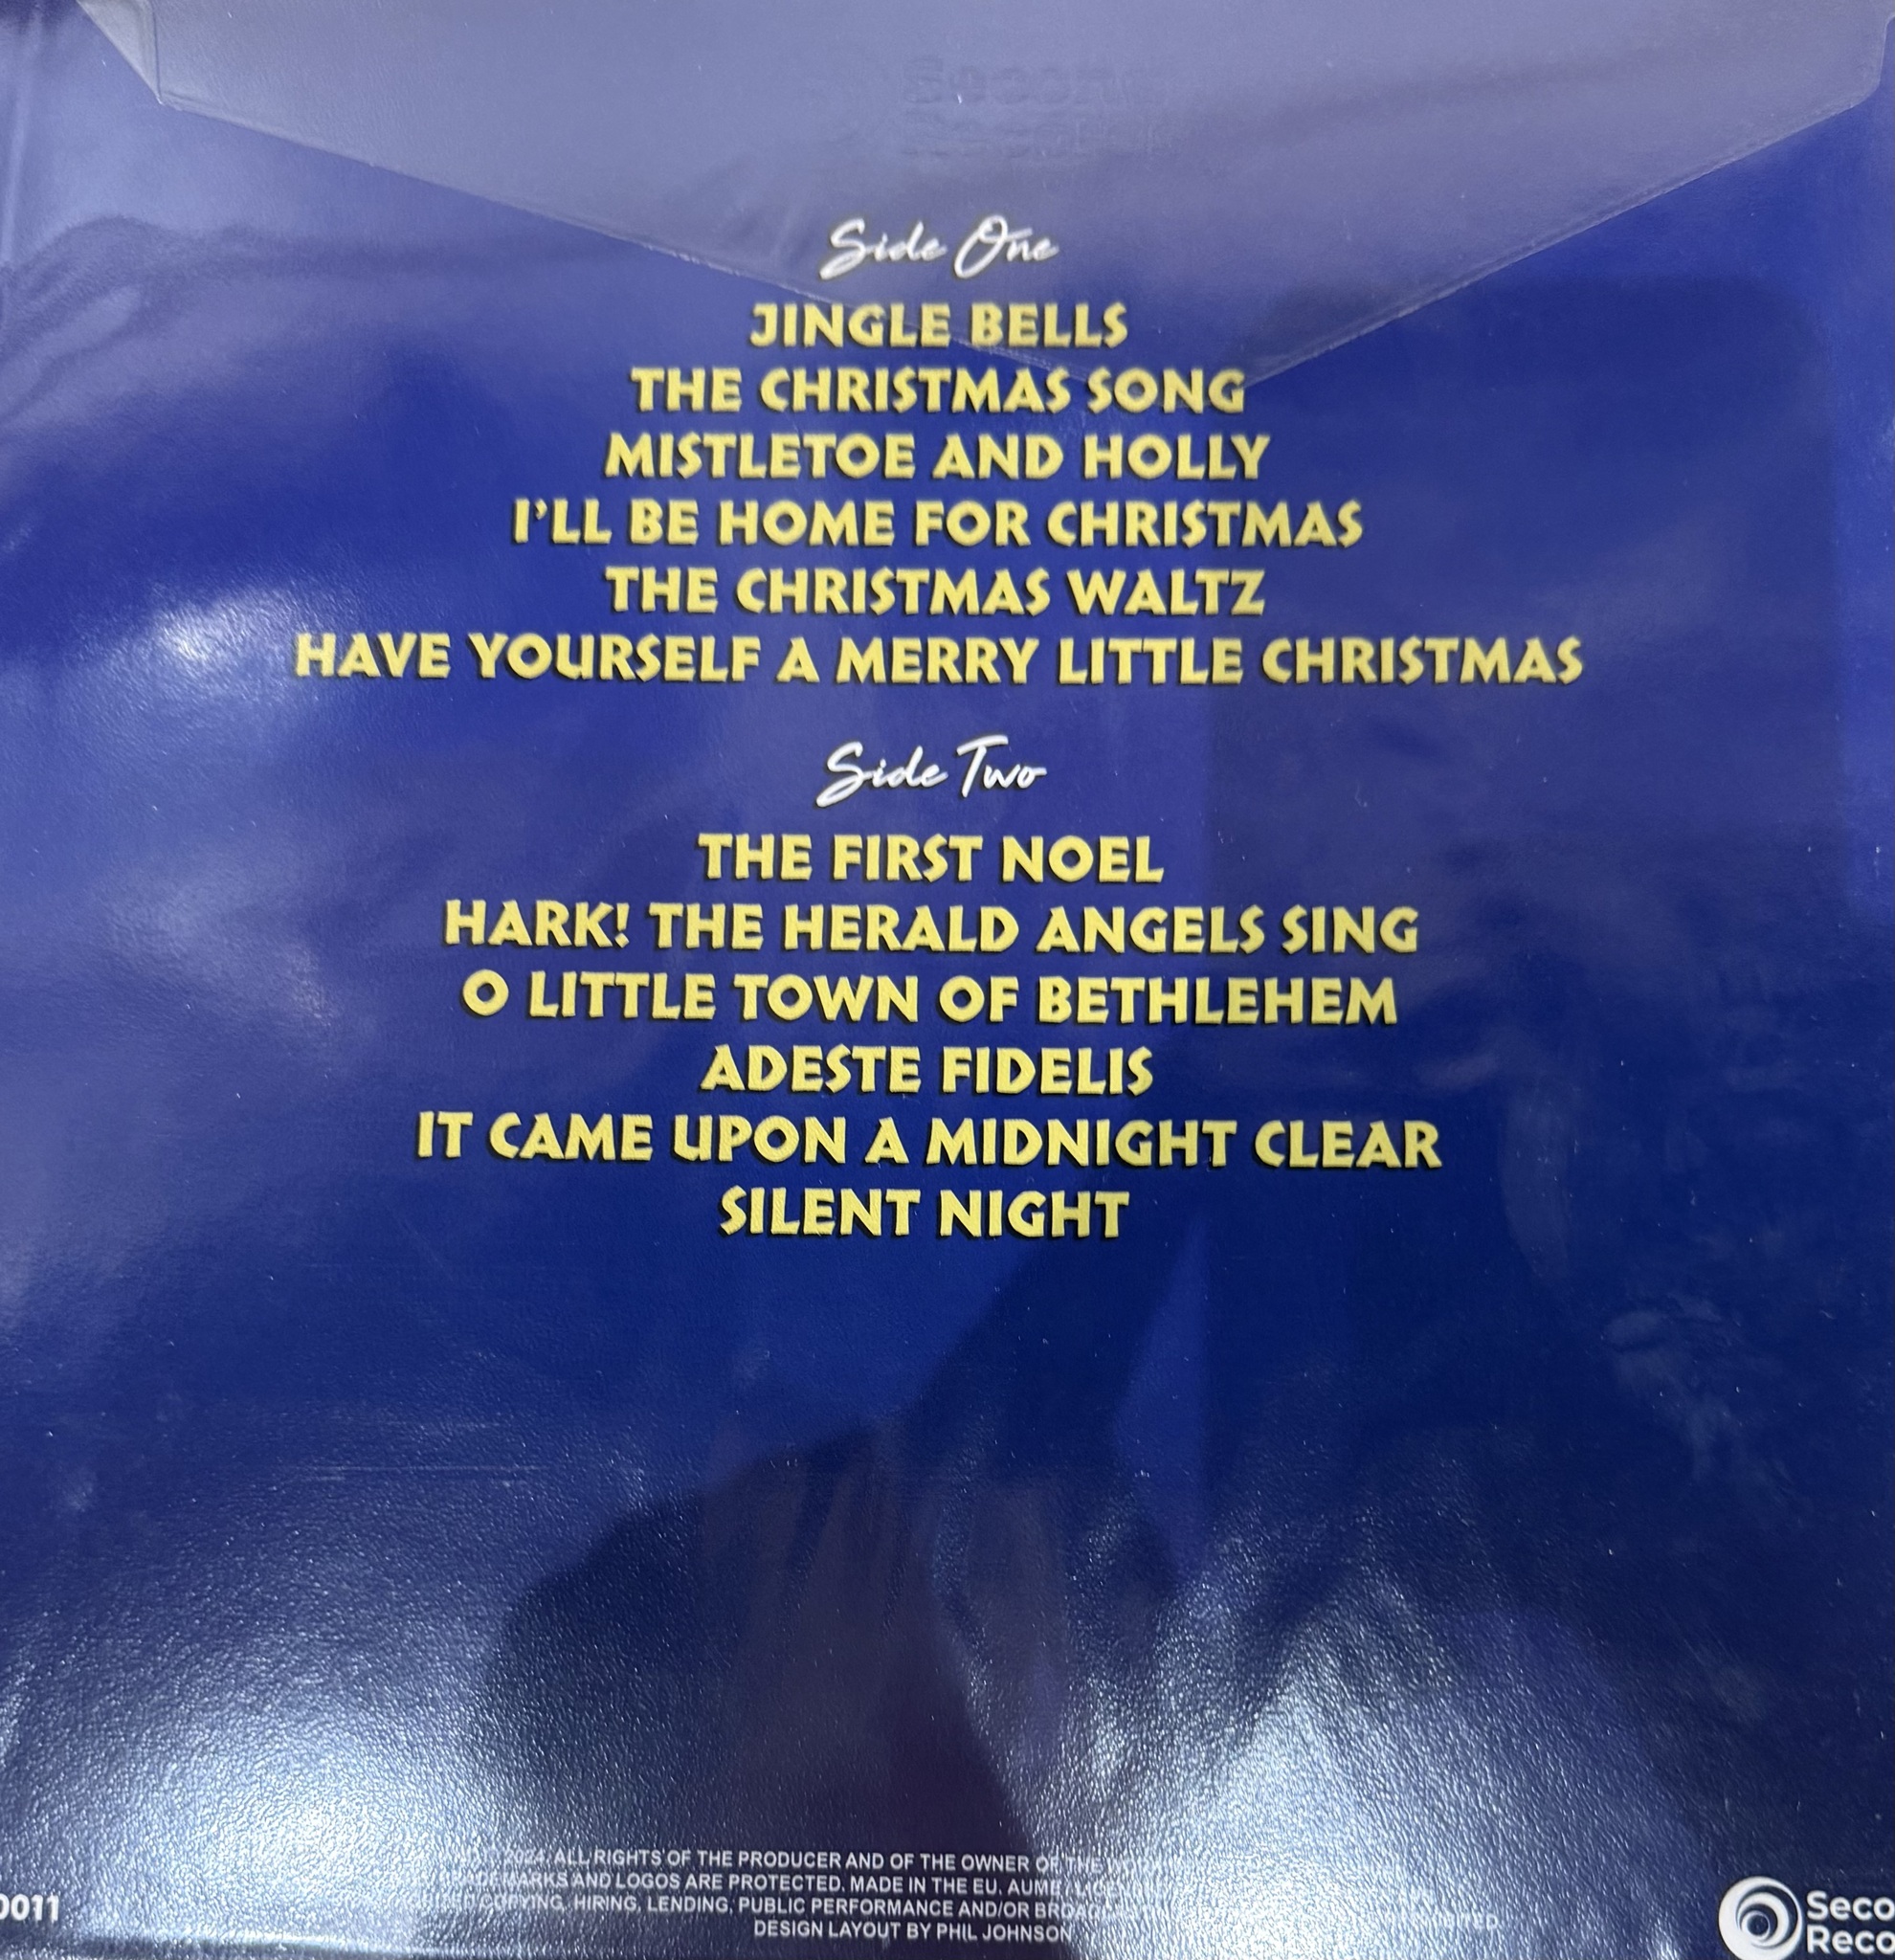 Side One
JINGLE BELLS
THE CHRISTMAS SONG
MISTLETOE AND HOLLY
I'LL BE HOME FOR CHRISTMAS
THE CHRISTMAS WALTZ
HAVE YOURSELF A MERRY LITTLE CHRISTMAS
Side Two
THE FIRST NOEL
HARK! THE HERALD ANGELS SING
O LITTLE TOWN OF BETHLEHEM
ADESTE FIDELIS
IT CAME UPON A MIDNIGHT CLEAR
SILENT NIGHT
2024. ALL RIGHTS OF THE PRODUCER AND OF THE OWNER OF THE
AND LOGOS ARE PROTECTED. MADE IN THE EU.
COPYING, HIRING, LENDING, PUBLIC PERFORMANCE AND/OR
DESIGN LAYOUT BY PHIL JOHNSON
0011
Seco
Reco